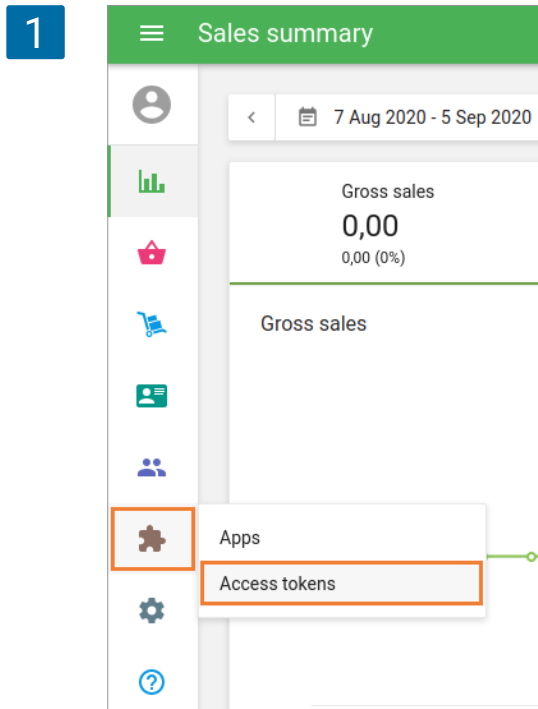 1
Sales summary
7 Aug 2020 - 5 Sep 2020
Gross sales
0,00
0,00 (0%)
Gross sales
Apps
Access tokens